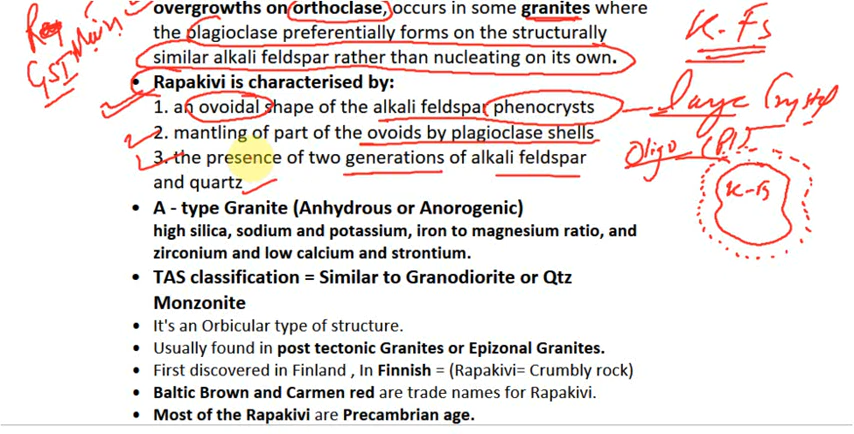 overgrowths on orthoclase, occurs in some granites where
the plagioclase preferentially forms on the structurally
similar alkali feldspar rather than nucleating on its own.
K-Fs
GSI Main
• Rapakivi is characterised by:
1. an ovoidal shape of the alkali feldspar phenocrysts
Large Crystal
2. mantling of part of the ovoids by plagioclase shells
Oligo
3. the presence of two generations of alkali feldspar
and quartz
• A - type Granite (Anhydrous or Anorogenic)
high silica, sodium and potassium, iron to magnesium ratio, and
zirconium and low calcium and strontium.
• TAS classification = Similar to Granodiorite or Qtz
Monzonite
• It's an Orbicular type of structure.
• Usually found in post tectonic Granites or Epizonal Granites.
• First discovered in Finland , In Finnish = (Rapakivi= Crumbly rock)
• Baltic Brown and Carmen red are trade names for Rapakivi.
• Most of the Rapakivi are Precambrian age.